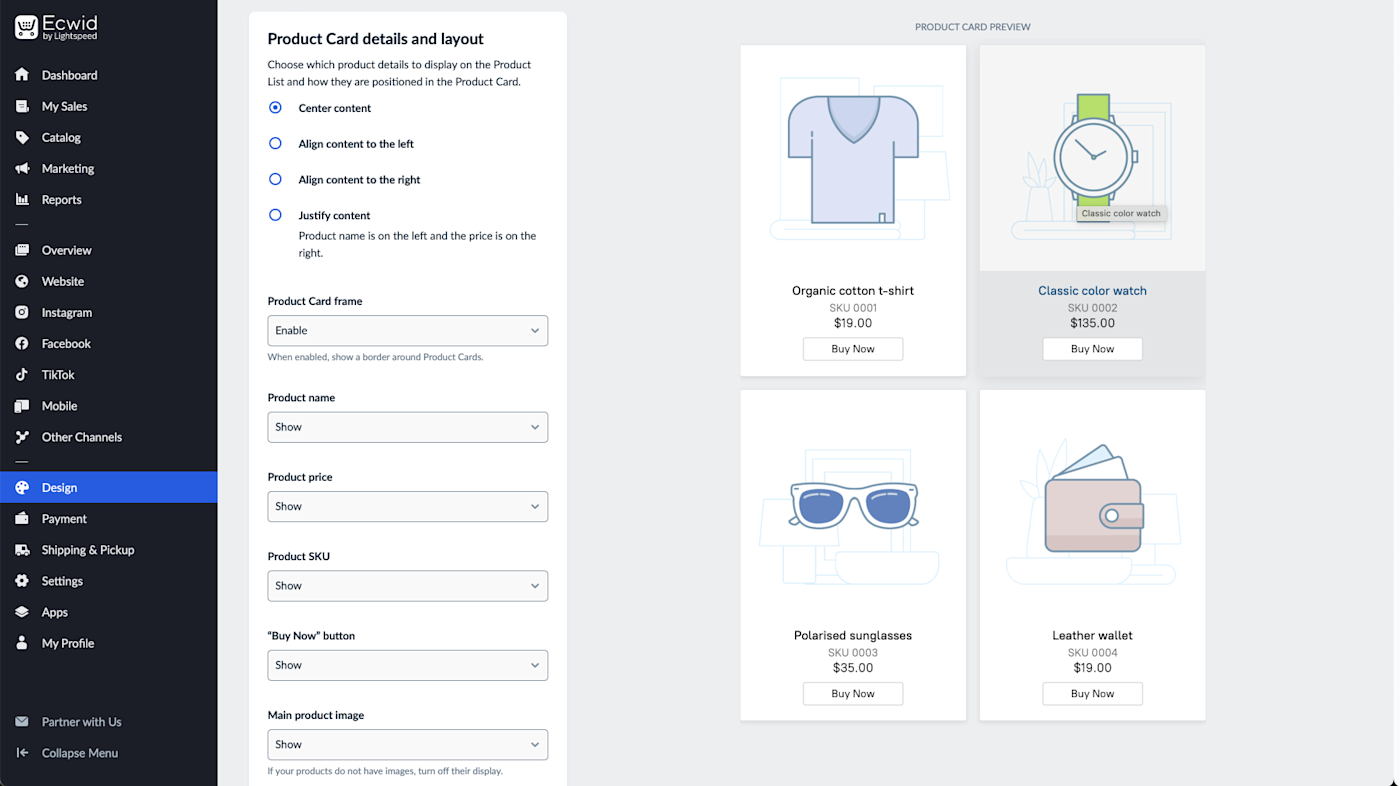 Ecwid
by Lightspeed
Dashboard
My Sales
Catalog
Marketing
Reports
Overview
Website
Instagram
Facebook
TikTok
Mobile
Other Channels
Design
Payment
Shipping & Pickup
Settings
Apps
My Profile
Partner with Us
Collapse Menu
Product Card details and layout
Choose which product details to display on the Product
List and how they are positioned in the Product Card.
Center content
Align content to the left
Align content to the right
Justify content
Product name is on the left and the price is on the
right.
Product Card frame
Enable
When enabled, show a border around Product Cards.
Product name
Show
Product price
Show
Product SKU
Show
“Buy Now” button
Show
Main product image
Show
If your products do not have images, turn off their display.
PRODUCT CARD PREVIEW
Organic cotton t-shirt
SKU 0001
$19.00
Buy Now
Classic color watch
Classic color watch
SKU 0002
$135.00
Buy Now
Polarised sunglasses
SKU 0003
$35.00
Buy Now
Leather wallet
SKU 0004
$19.00
Buy Now